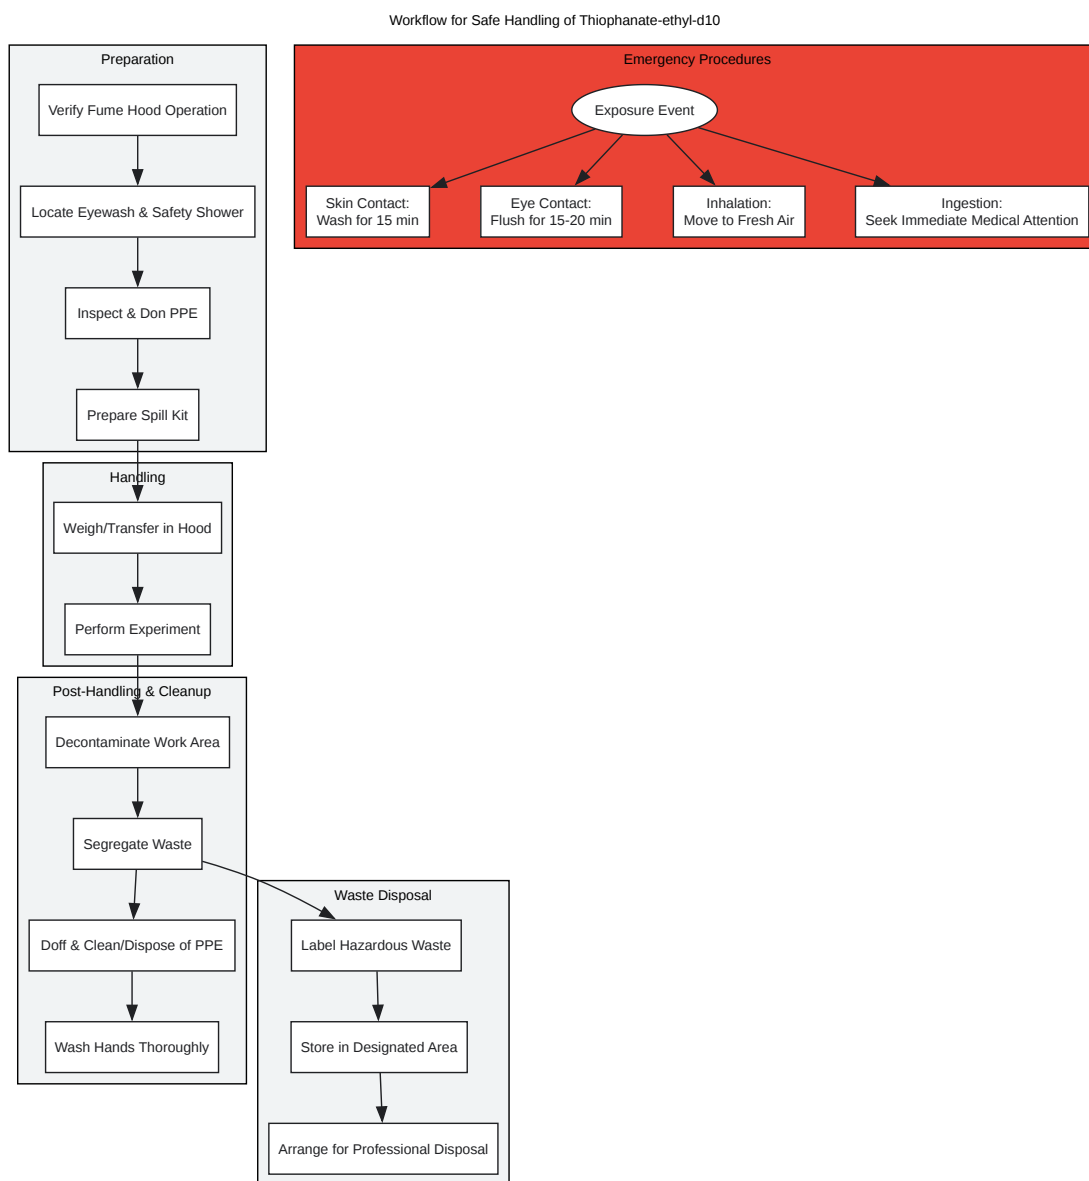 Workflow for Safe Handling of Thiophanate-ethyl-d10
Preparation
Verify Fume Hood Operation
Locate Eyewash & Safety Shower
Inspect & Don PPE
Prepare Spill Kit
Emergency Procedures
Exposure Event
Skin Contact:
Wash for 15 min
Eye Contact:
Flush for 15-20 min
Inhalation:
Move to Fresh Air
Ingestion:
Seek Immediate Medical Attention
Handling
Weigh/Transfer in Hood
Perform Experiment
Post-Handling & Cleanup
Decontaminate Work Area
Segregate Waste
Doff & Clean/Dispose of PPE
Wash Hands Thoroughly
Waste Disposal
Label Hazardous Waste
Store in Designated Area
Arrange for Professional Disposal